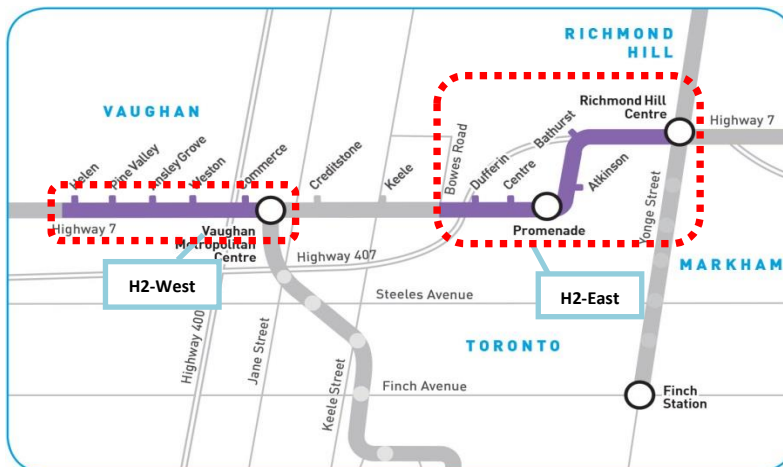 RICHMOND
HILL
VAUGHAN
Richmond Hill
Centre
Highway 7
Helen
Pine Valley
Ansley Grove
Weston
Commerce
Creditstone
Keele
Bowes Road
Dufferin
Centre
Bathurst
Atkinson
Yonge Street
Highway 7
Vaughan
Metropolitan
Centre
Promenade
Highway 407
MARKHAM
H2-West
H2-East
Steeles Avenue
Highway 400
Jane Street
Keele Street
TORONTO
Finch Avenue
Finch
Station